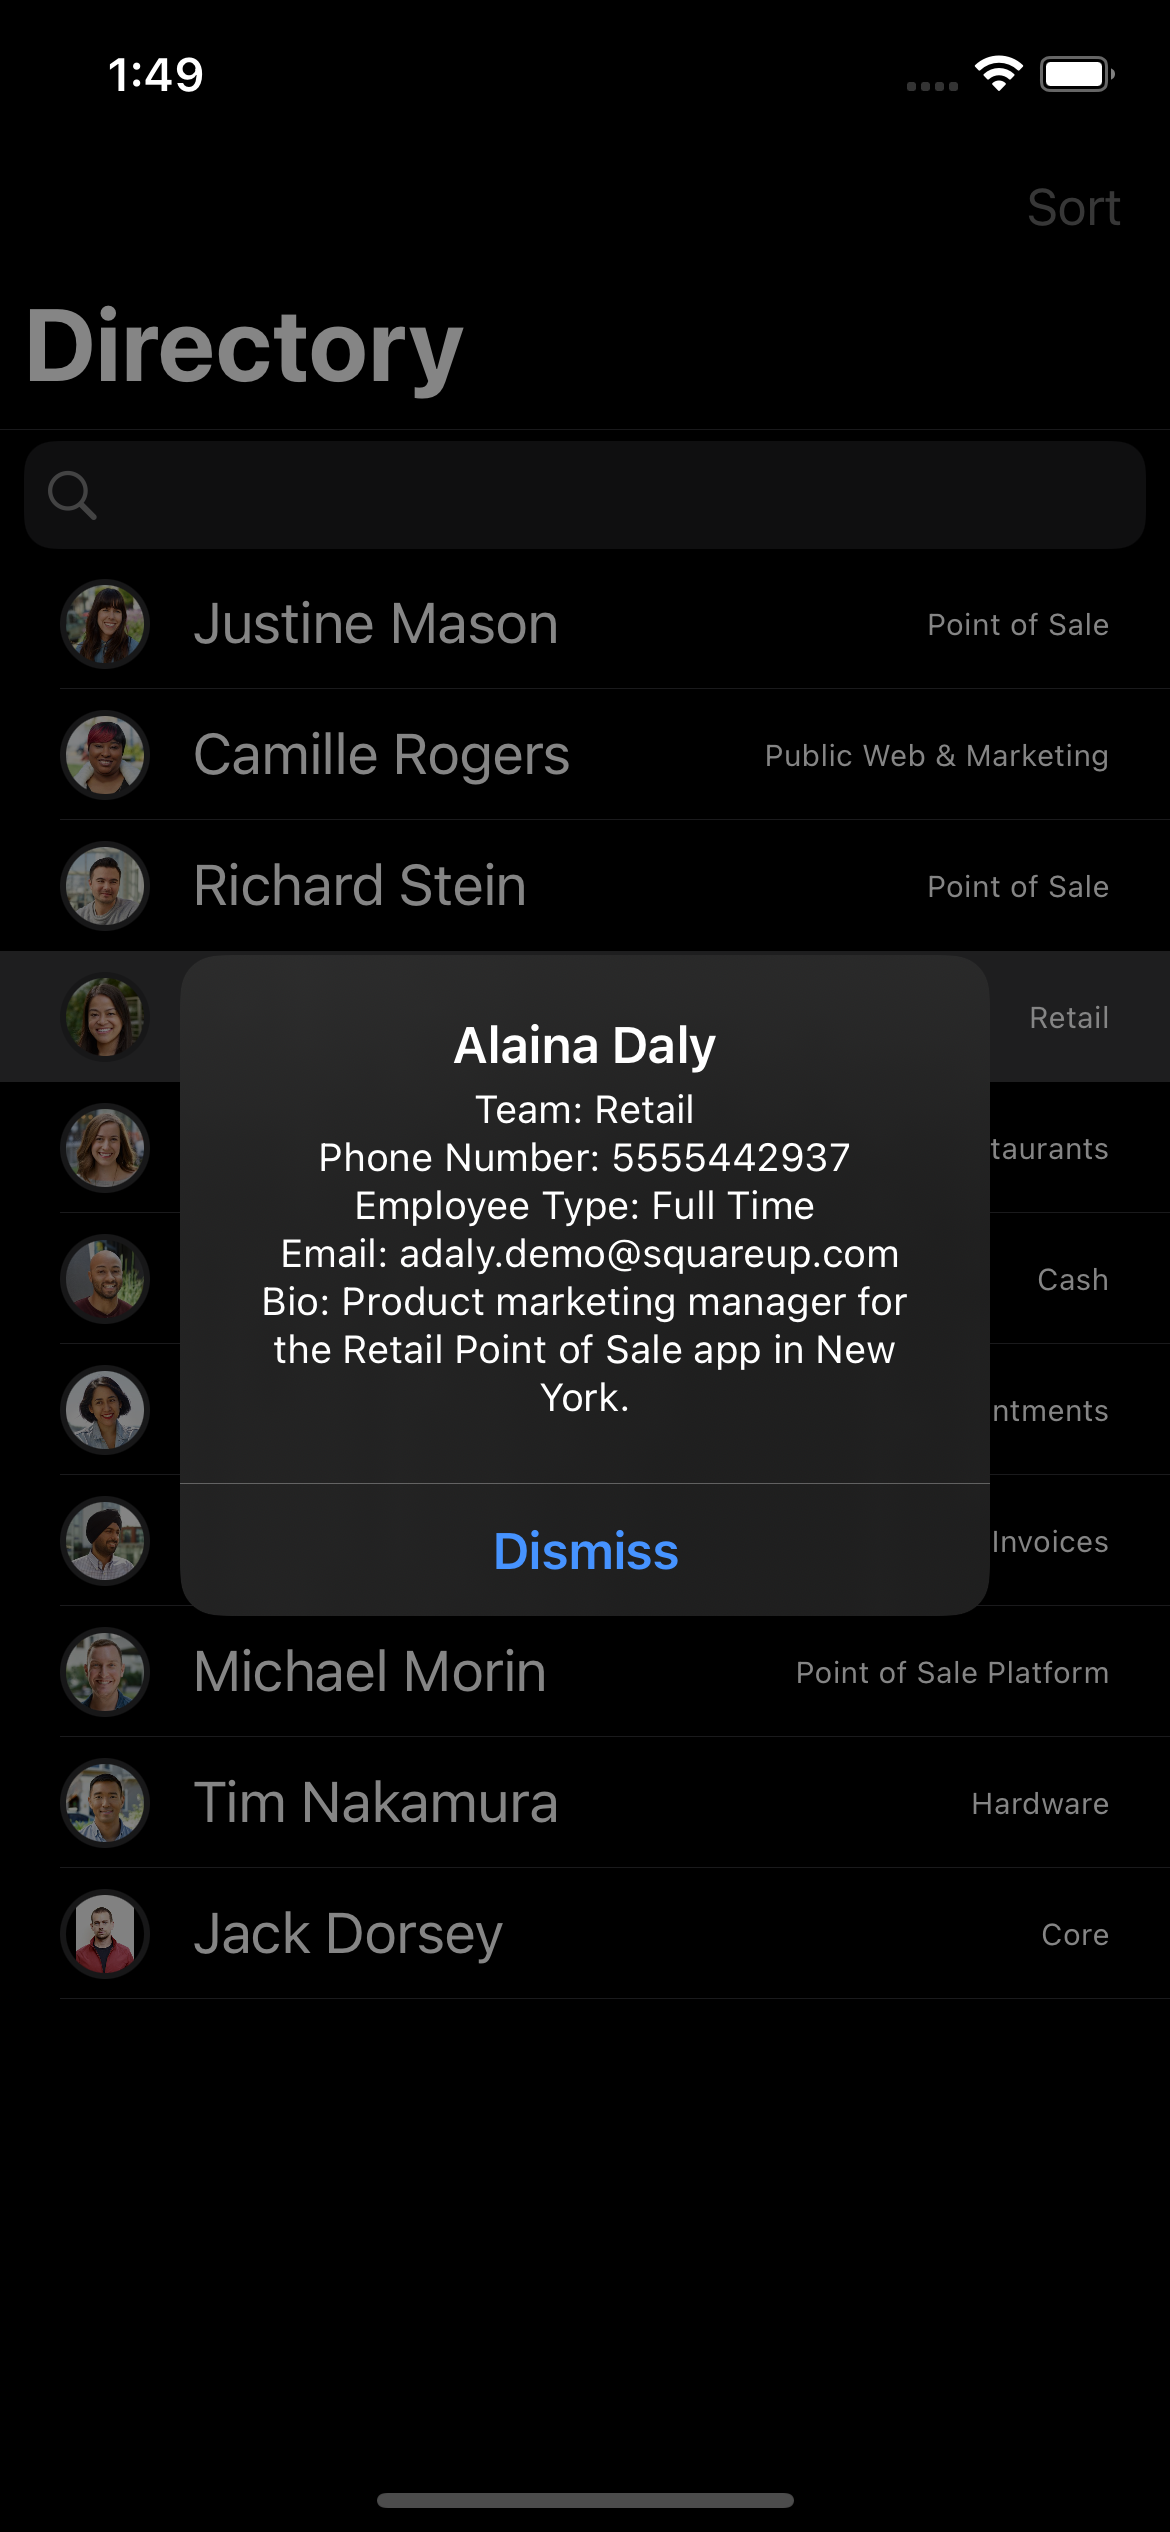 1:49
Sort
Directory
Justine Mason Point of Sale
Camille Rogers Public Web & Marketing
Richard Stein Point of Sale
Retail
Alaina Daly
Team: Retail
Phone Number: 5555442937
Employee Type: Full Time
Email: adaly.demo@squareup.com
Bio: Product marketing manager for
the Retail Point of Sale app in New
York.
Dismiss
taurants
Cash
ntments
Invoices
Michael Morin Point of Sale Platform
Tim Nakamura Hardware
Jack Dorsey Core